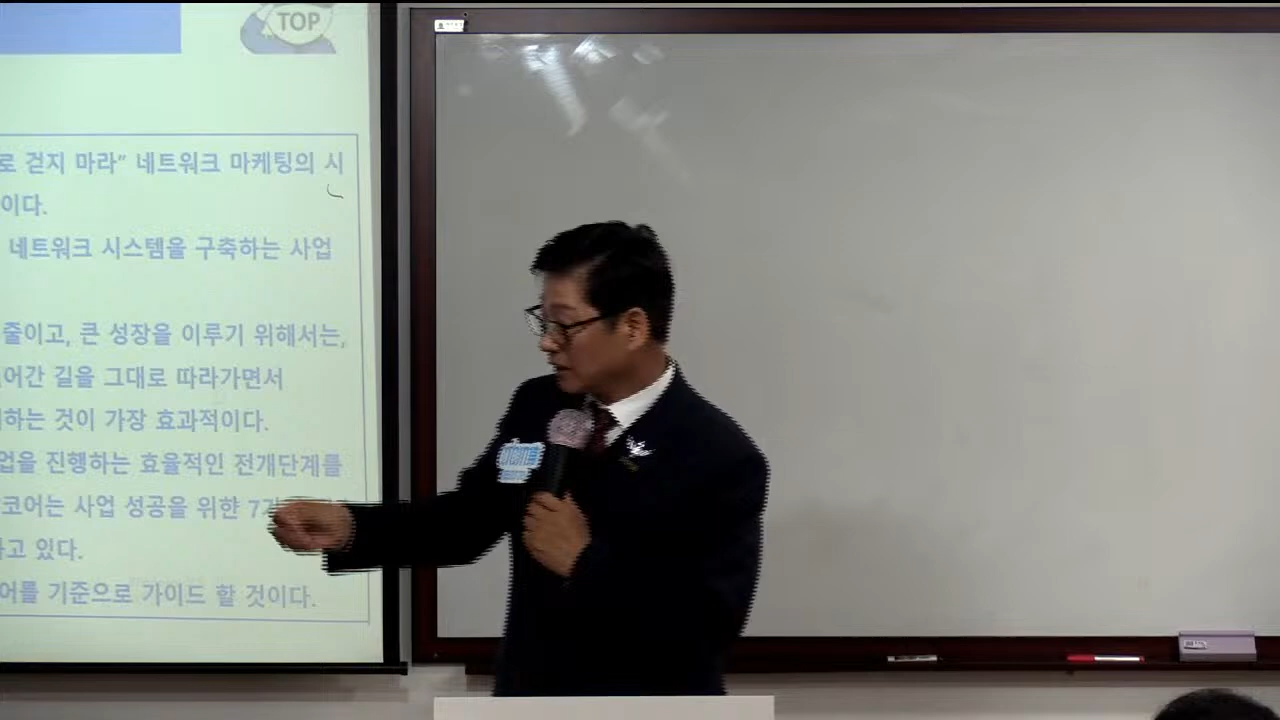 TOP
로 걷지 마라” 네트워크 마케팅의 시
이다.
네트워크 시스템을 구축하는 사업
줄이고, 큰 성장을 이루기 위해서는,
어간 길을 그대로 따라가면서
하는 것이 가장 효과적이다.
업을 진행하는 효율적인 전개단계를
코어는 사업 성공을 위한 7
고 있다.
어를 기준으로 가이드 할 것이다.